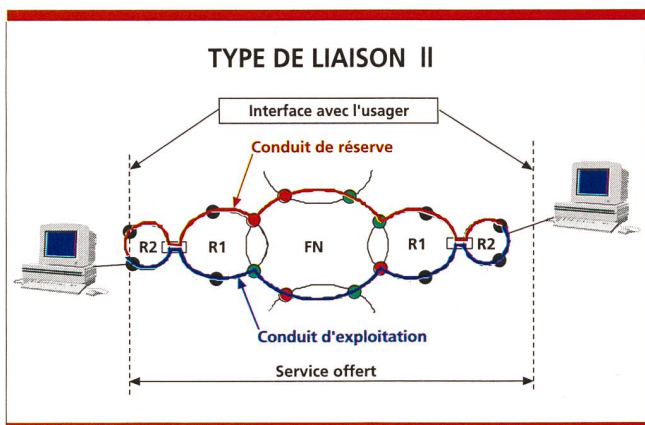 TYPE DE LIAISON II
Interface avec l'usager
Conduit de réserve
R2
R1
FN
R1
R2
Conduit d'exploitation
Service offert